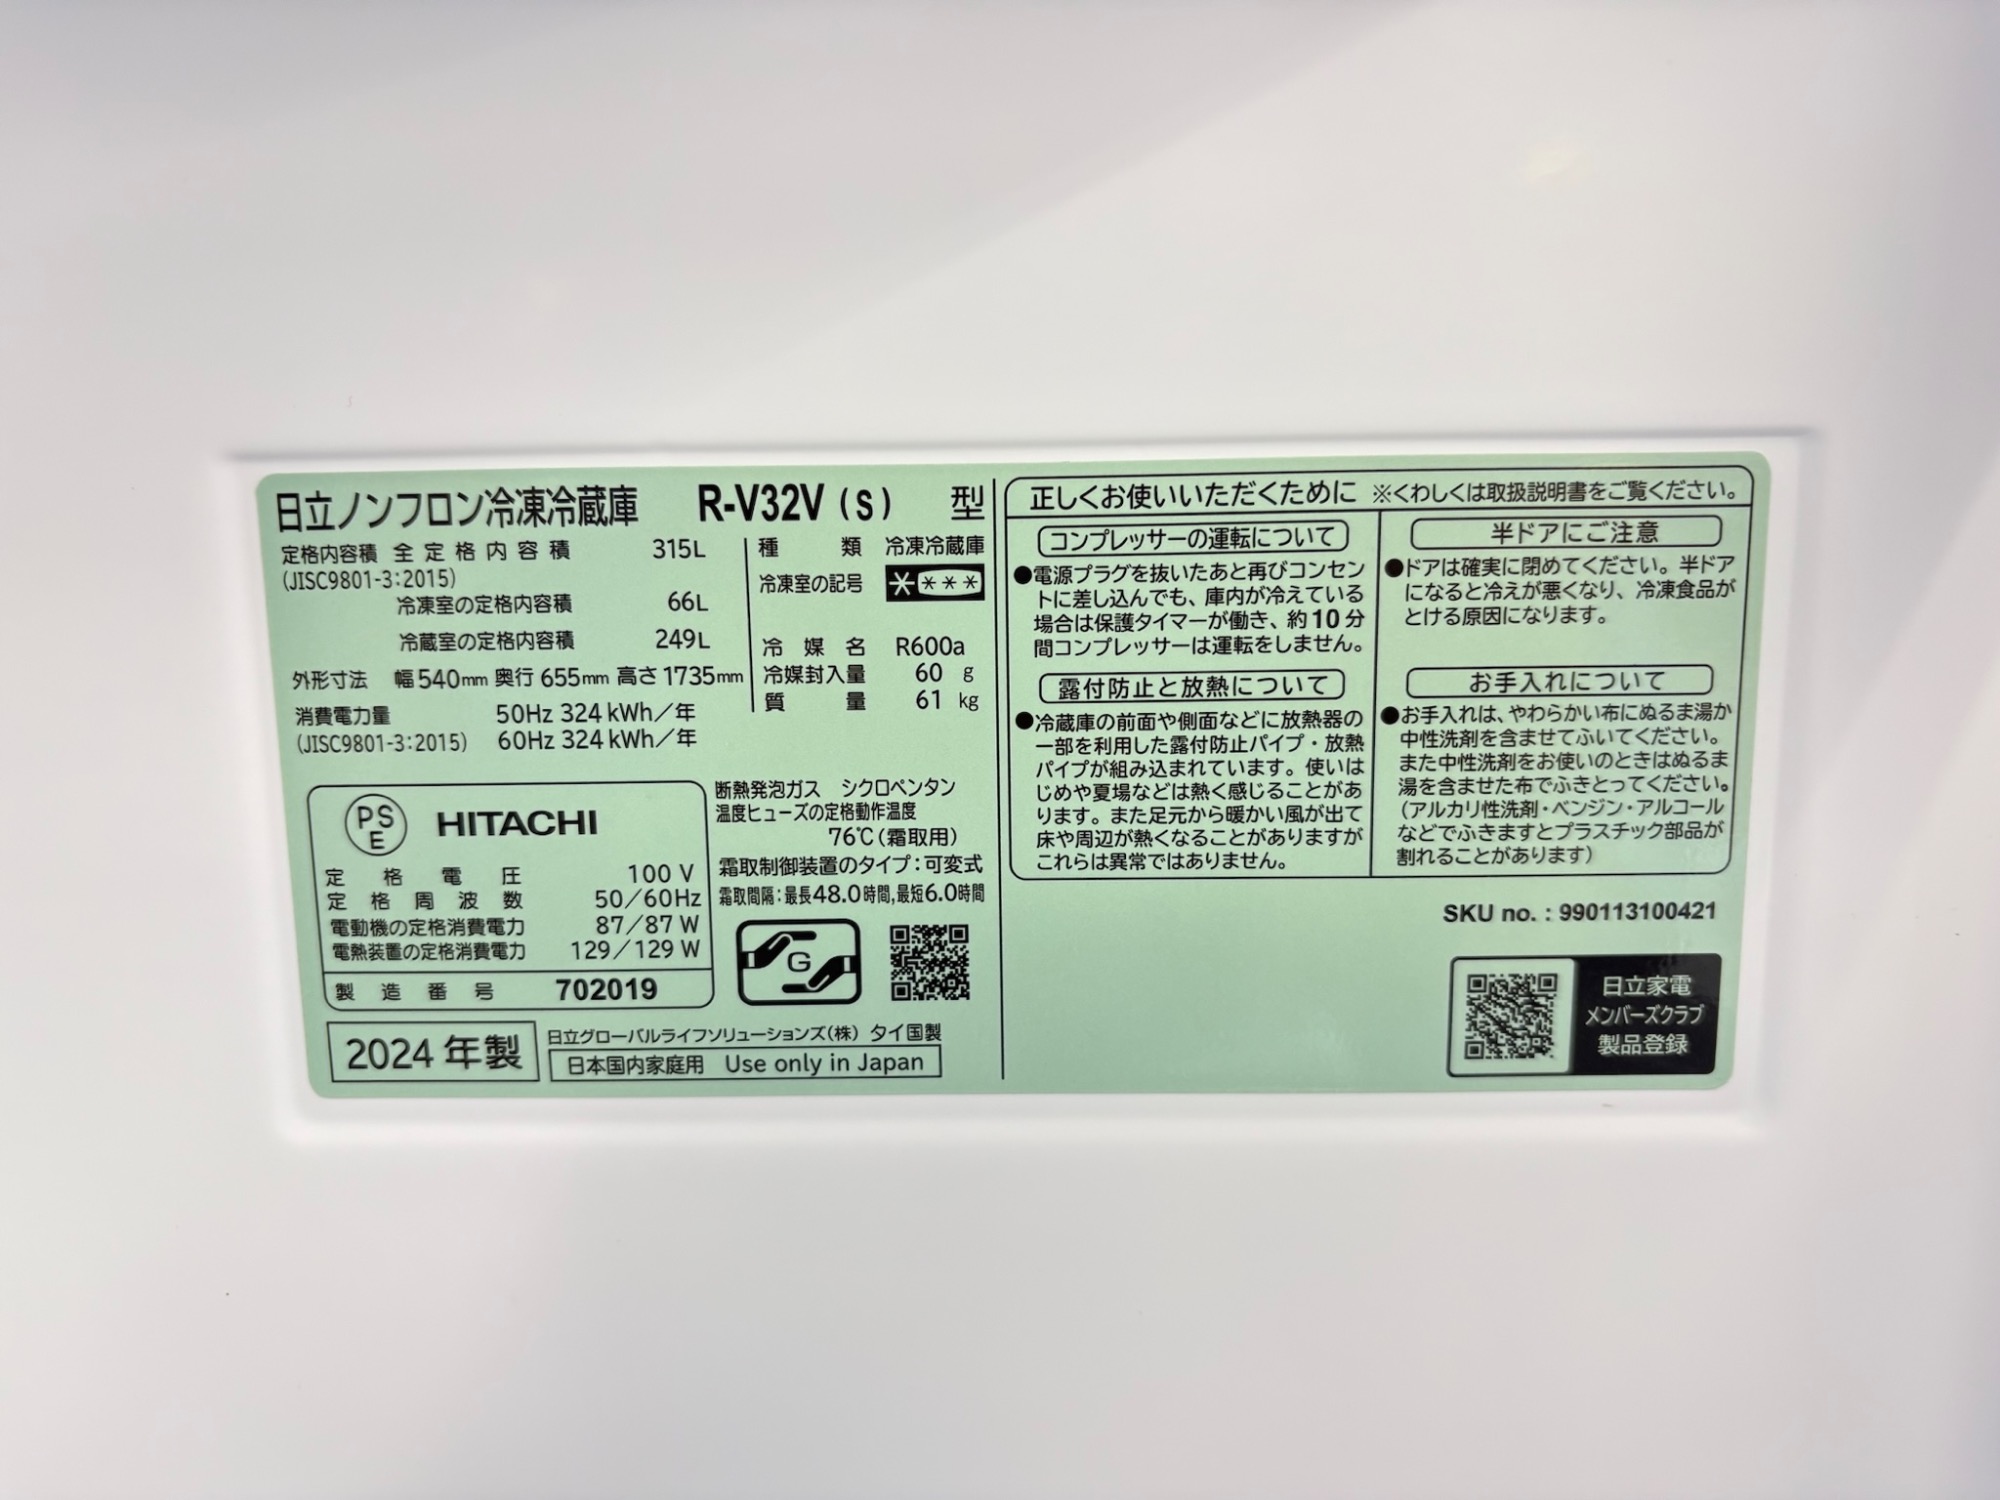 日立ノンフロン冷凍冷蔵庫 R-V32V (S) 型
定格内容積 全定格内容積 315L
(JISC9801-3:2015)
冷凍室の定格内容積 66L
冷蔵室の定格内容積 249L
外形寸法 幅540mm 奥行655mm 高さ1735mm
消費電力量 50Hz 324kWh/年
(JISC9801-3:2015) 60Hz 324kWh/年
種類 冷凍冷蔵庫
冷凍室の記号
冷媒名 R600a
冷媒封入量 60 g
質量 61 kg
PSE HITACHI
定格電圧 100 V
定格周波数 50/60Hz
電動機の定格消費電力 87/87 W
電熱装置の定格消費電力 129/129 W
製造番号 702019
断熱発泡ガス シクロペンタン
温度ヒューズの定格動作温度
76℃(霜取用)
霜取制御装置のタイプ:可変式
霜取間隔:最長48.0時間,最短6.0時間
G
2024年製
日立グローバルライフソリューションズ(株) タイ国製
日本国内家庭用 Use only in Japan
正しくお使いいただくために ※くわしくは取扱説明書をご覧ください。
コンプレッサーの運転について
●電源プラグを抜いたあと再びコンセン
トに差し込んでも、庫内が冷えている
場合は保護タイマーが働き、約10分
間コンプレッサーは運転をしません。
露付防止と放熱について
●冷蔵庫の前面や側面などに放熱器の
一部を利用した露付防止パイプ・放熱
パイプが組み込まれています。使いは
じめや夏場などは熱く感じることがあ
ります。また足元から暖かい風が出て
床や周辺が熱くなることがありますが
これらは異常ではありません。
半ドアにご注意
●ドアは確実に閉めてください。半ドア
になると冷えが悪くなり、冷凍食品が
とける原因になります。
お手入れについて
●お手入れは、やわらかい布にぬるま湯か
中性洗剤を含ませてふいてください。
また中性洗剤をお使いのときはぬるま
湯を含ませた布でふきとってください。
(アルカリ性洗剤・ベンジン・アルコール
などでふきますとプラスチック部品が
割れることがあります)
SKU no. : 990113100421
日立家電
メンバーズクラブ
製品登録